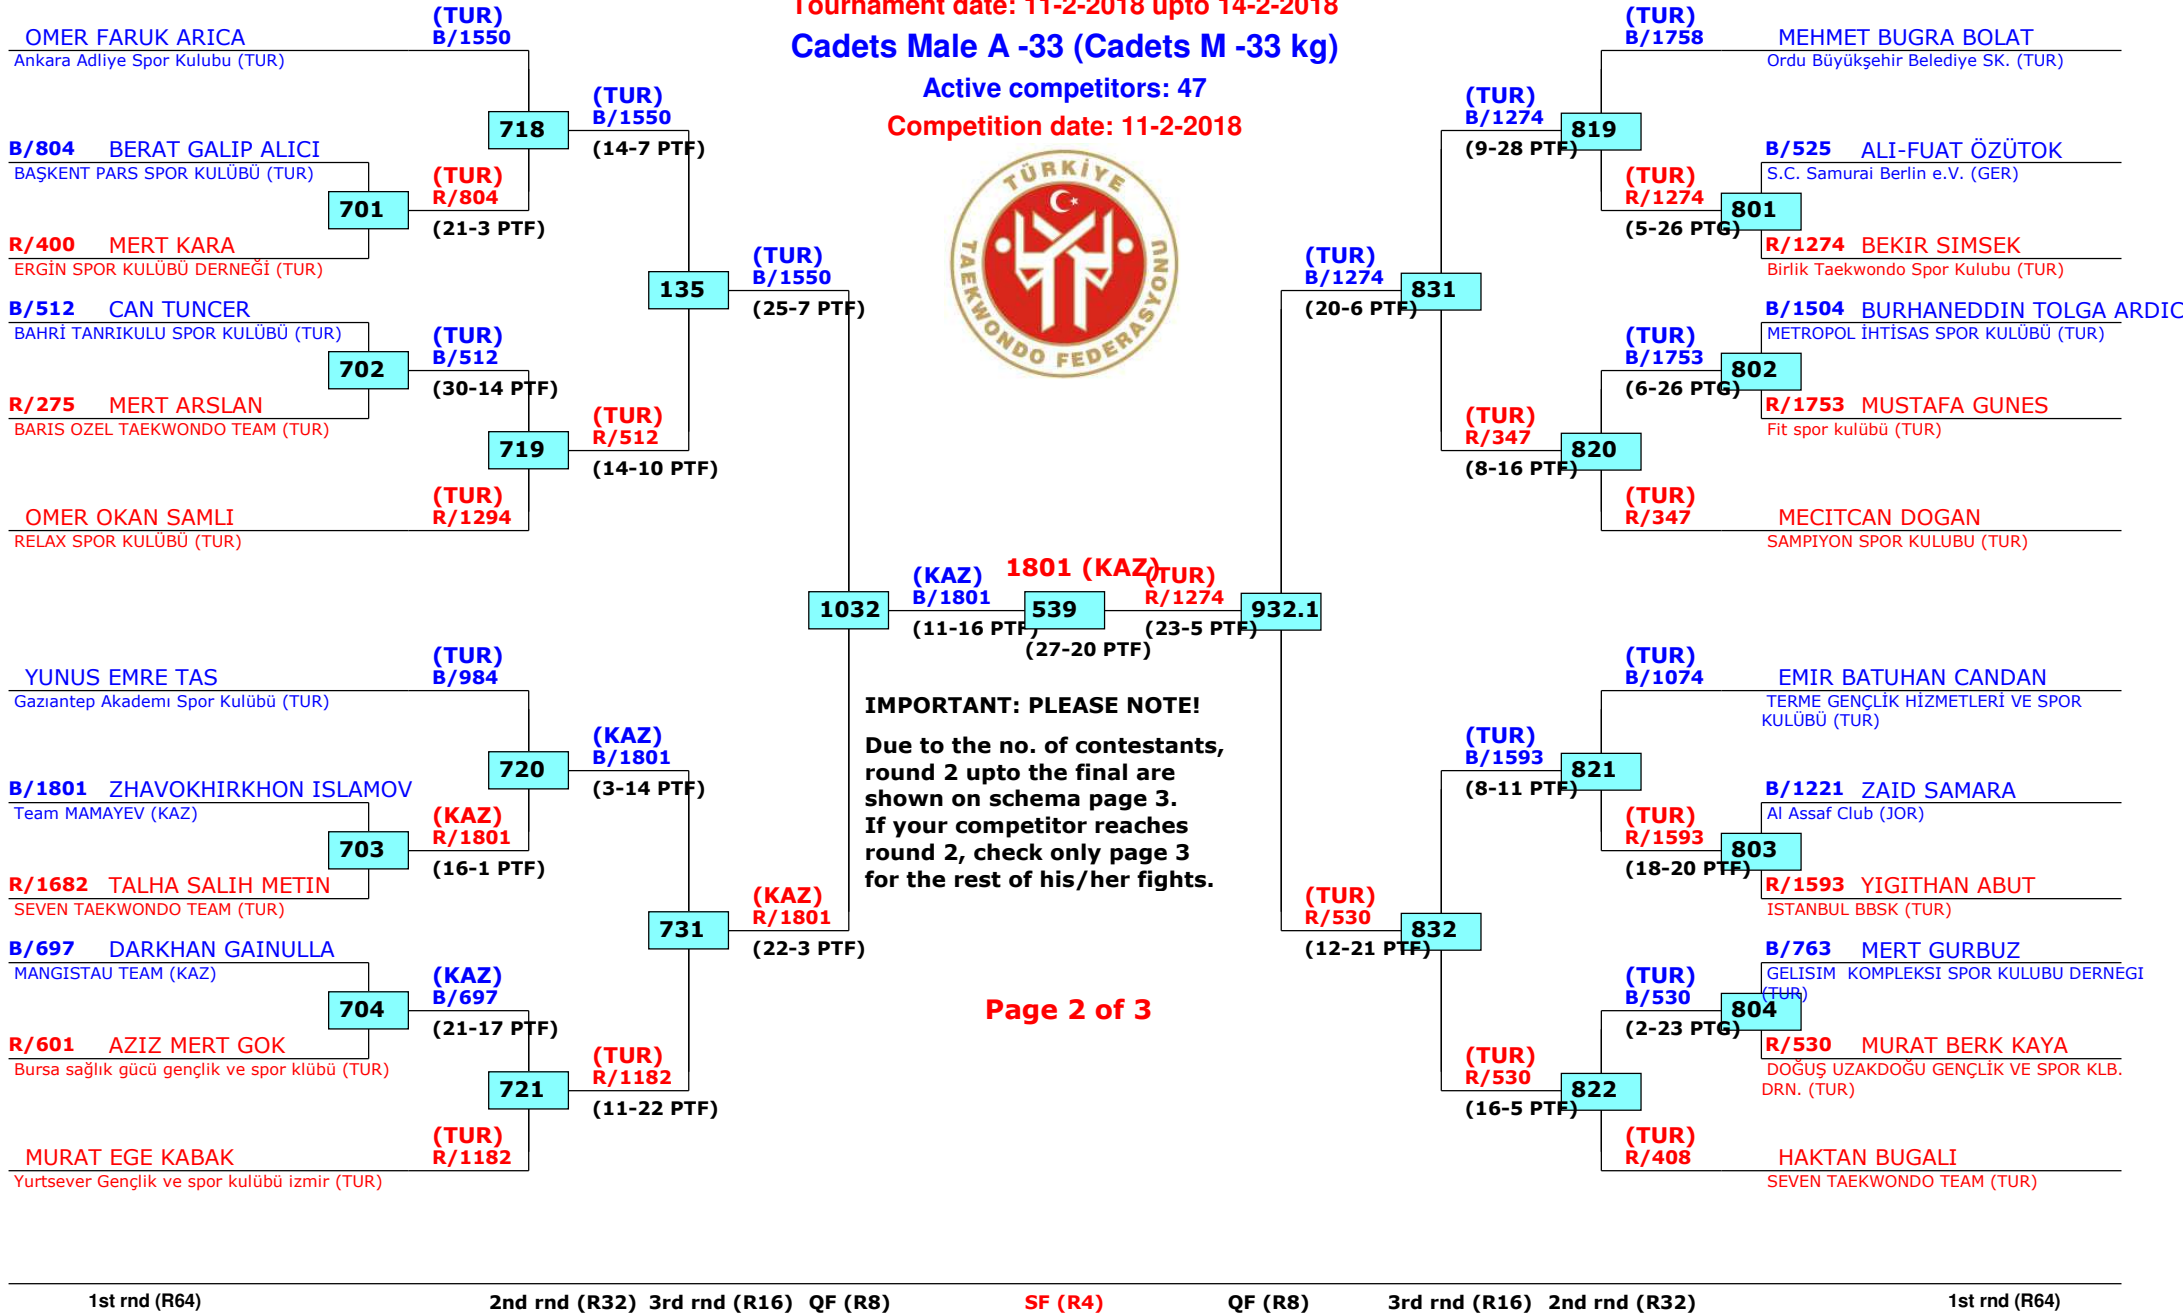 Tournament date: 11-2-2018 upto 14-2-2018
Cadets Male A -33 (Cadets M -33 kg)
Active competitors: 47
Competition date: 11-2-2018
TÜRKİYE
TAEKWONDO FEDERASYONU
OMER FARUK ARICA
Ankara Adliye Spor Kulubu (TUR)
(TUR)
B/1550
B/804 BERAT GALIP ALICI
BAŞKENT PARS SPOR KULÜBÜ (TUR)
R/400 MERT KARA
ERGİN SPOR KULÜBÜ DERNEĞİ (TUR)
701
(TUR)
R/804
(21-3 PTF)
718
(TUR)
B/1550
(14-7 PTF)
B/512 CAN TUNCER
BAHRİ TANRIKULU SPOR KULÜBÜ (TUR)
R/275 MERT ARSLAN
BARIS OZEL TAEKWONDO TEAM (TUR)
702
(TUR)
B/512
(30-14 PTF)
719
(TUR)
R/512
(14-10 PTF)
OMER OKAN SAMLI
RELAX SPOR KULÜBÜ (TUR)
(TUR)
R/1294
135
(TUR)
B/1550
(25-7 PTF)
YUNUS EMRE TAS
Gazıantep Akademı Spor Kulübü (TUR)
(TUR)
B/984
B/1801 ZHAVOKHIRKHON ISLAMOV
Team MAMAYEV (KAZ)
R/1682 TALHA SALIH METIN
SEVEN TAEKWONDO TEAM (TUR)
703
(KAZ)
R/1801
(16-1 PTF)
720
(KAZ)
B/1801
(3-14 PTF)
B/697 DARKHAN GAINULLA
MANGISTAU TEAM (KAZ)
R/601 AZIZ MERT GOK
Bursa sağlık gücü gençlik ve spor klübü (TUR)
704
(KAZ)
B/697
(21-17 PTF)
721
(TUR)
R/1182
(11-22 PTF)
MURAT EGE KABAK
Yurtsever Gençlik ve spor kulübü izmir (TUR)
(TUR)
R/1182
731
(KAZ)
R/1801
(22-3 PTF)
1032
(KAZ)
B/1801
(11-16 PTF)
1801 (KAZ)
539
(27-20 PTF)
(TUR)
R/1274
(23-5 PTF)
932.1
IMPORTANT: PLEASE NOTE!
Due to the no. of contestants,
round 2 upto the final are
shown on schema page 3.
If your competitor reaches
round 2, check only page 3
for the rest of his/her fights.
Page 2 of 3
(TUR)
B/1758
MEHMET BUGRA BOLAT
Ordu Büyükşehir Belediye SK. (TUR)
(TUR)
B/1274
(9-28 PTF)
819
B/525 ALI-FUAT ÖZÜTOK
S.C. Samurai Berlin e.V. (GER)
(TUR)
R/1274
(5-26 PTG)
801
R/1274 BEKIR SIMSEK
Birlik Taekwondo Spor Kulubu (TUR)
(TUR)
B/1274
(20-6 PTF)
831
B/1504 BURHANEDDIN TOLGA ARDIC
METROPOL İHTİSAS SPOR KULÜBÜ (TUR)
(TUR)
B/1753
(6-26 PTG)
802
R/1753 MUSTAFA GUNES
Fit spor kulübü (TUR)
(TUR)
R/347
(8-16 PTF)
820
(TUR)
R/347
MECITCAN DOGAN
SAMPIYON SPOR KULUBU (TUR)
(TUR)
B/1074
EMIR BATUHAN CANDAN
TERME GENÇLİK HİZMETLERİ VE SPOR
KULÜBÜ (TUR)
(TUR)
B/1593
(8-11 PTF)
821
B/1221 ZAID SAMARA
Al Assaf Club (JOR)
(TUR)
R/1593
(18-20 PTF)
803
R/1593 YIGITHAN ABUT
ISTANBUL BBSK (TUR)
(TUR)
R/530
(12-21 PTF)
832
B/763 MERT GURBUZ
GELISIM KOMPLEKSI SPOR KULUBU DERNEGI
(TUR)
(TUR)
B/530
(2-23 PTG)
804
R/530 MURAT BERK KAYA
DOĞUŞ UZAKDOĞU GENÇLİK VE SPOR KLB.
DRN. (TUR)
(TUR)
R/530
(16-5 PTF)
822
(TUR)
R/408
HAKTAN BUGALI
SEVEN TAEKWONDO TEAM (TUR)
1st rnd (R64) 2nd rnd (R32) 3rd rnd (R16) QF (R8) SF (R4) QF (R8) 3rd rnd (R16) 2nd rnd (R32) 1st rnd (R64)